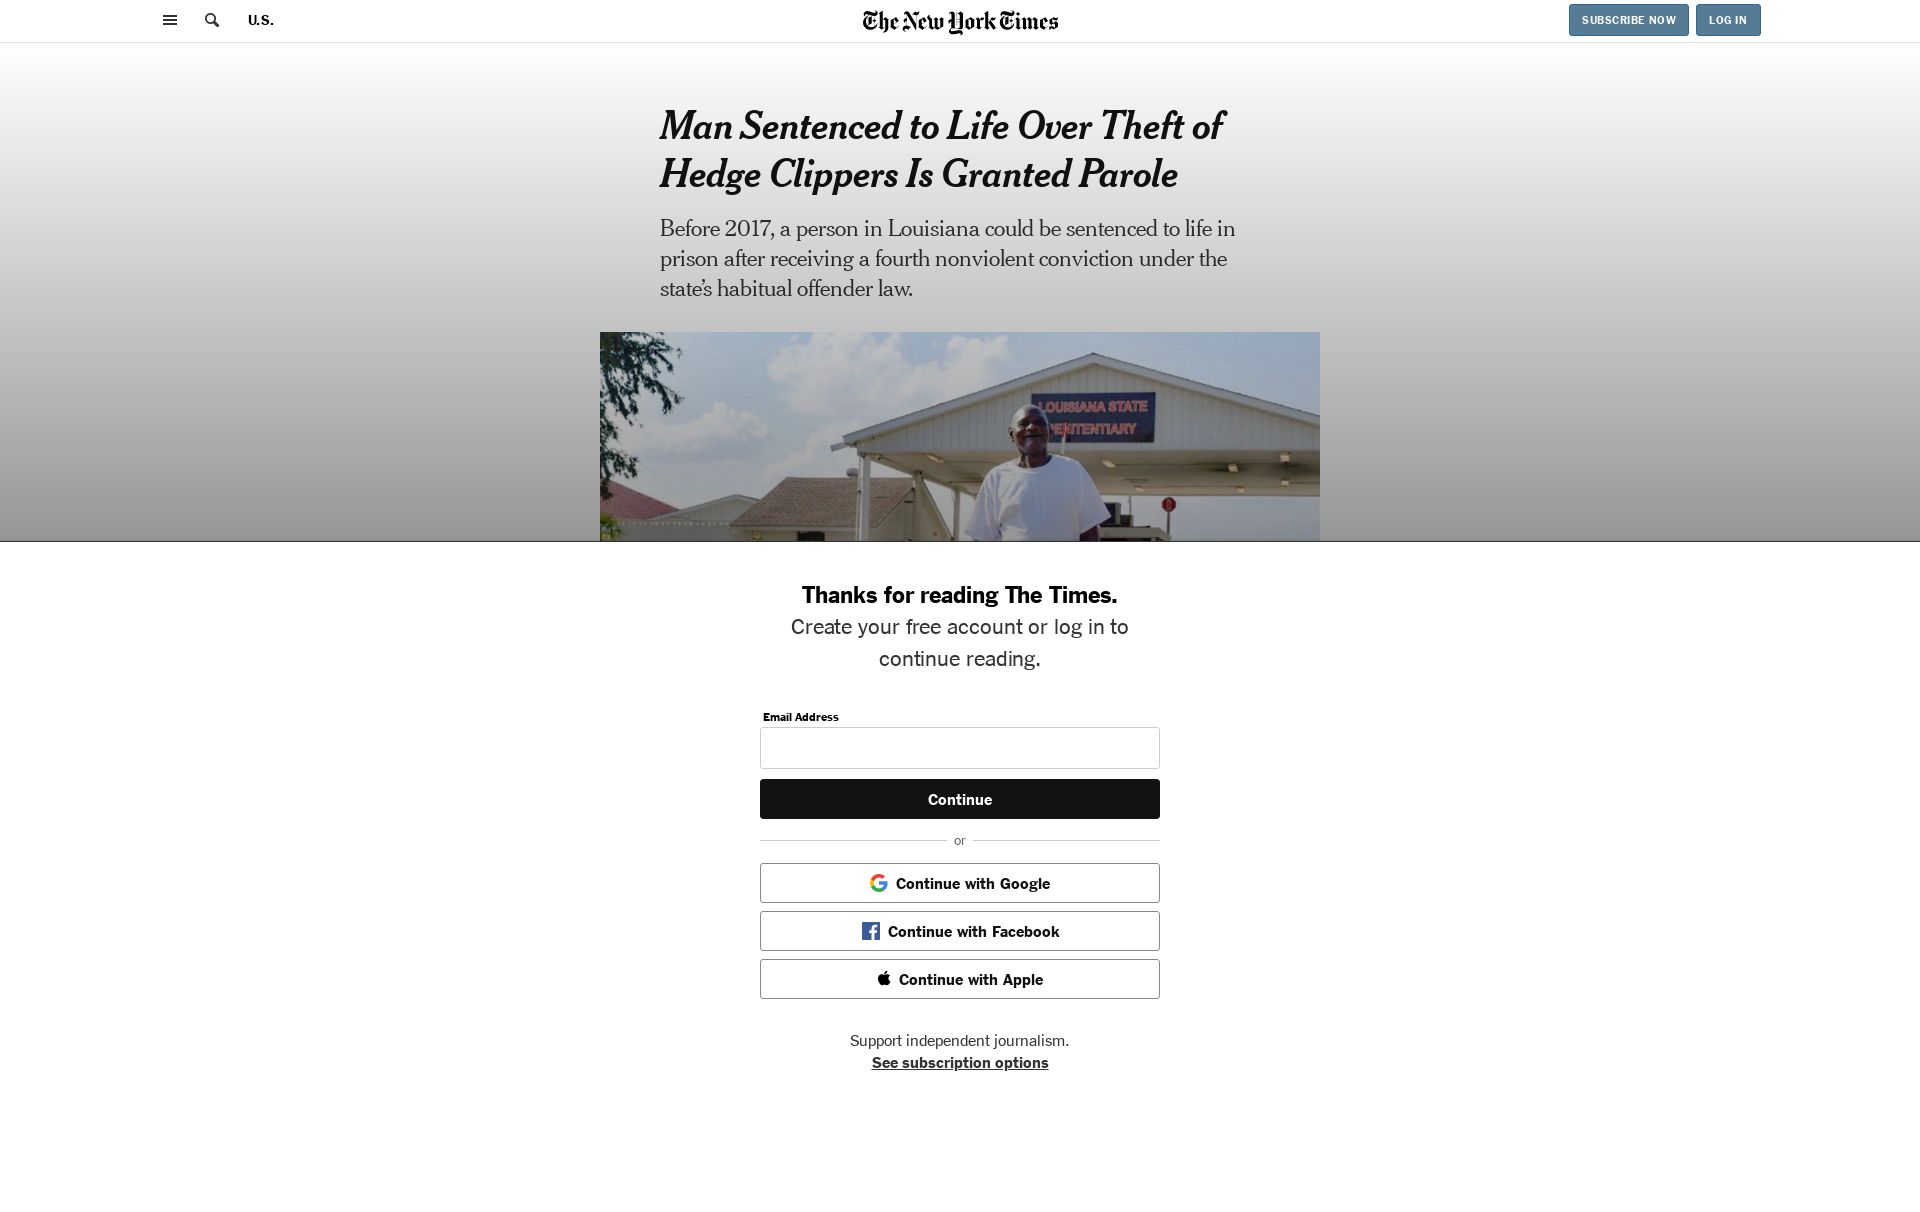 U.S.
The New York Times
SUBSCRIBE NOW
LOG IN
Man Sentenced to Life Over Theft of
Hedge Clippers Is Granted Parole
Before 2017, a person in Louisiana could be sentenced to life in
prison after receiving a fourth nonviolent conviction under the
state’s habitual offender law.
LOUISIANA STATE
PENITENTIARY
Thanks for reading The Times.
Create your free account or log in to
continue reading.
Email Address
Continue
or
Continue with Google
Continue with Facebook
Continue with Apple
Support independent journalism.
See subscription options